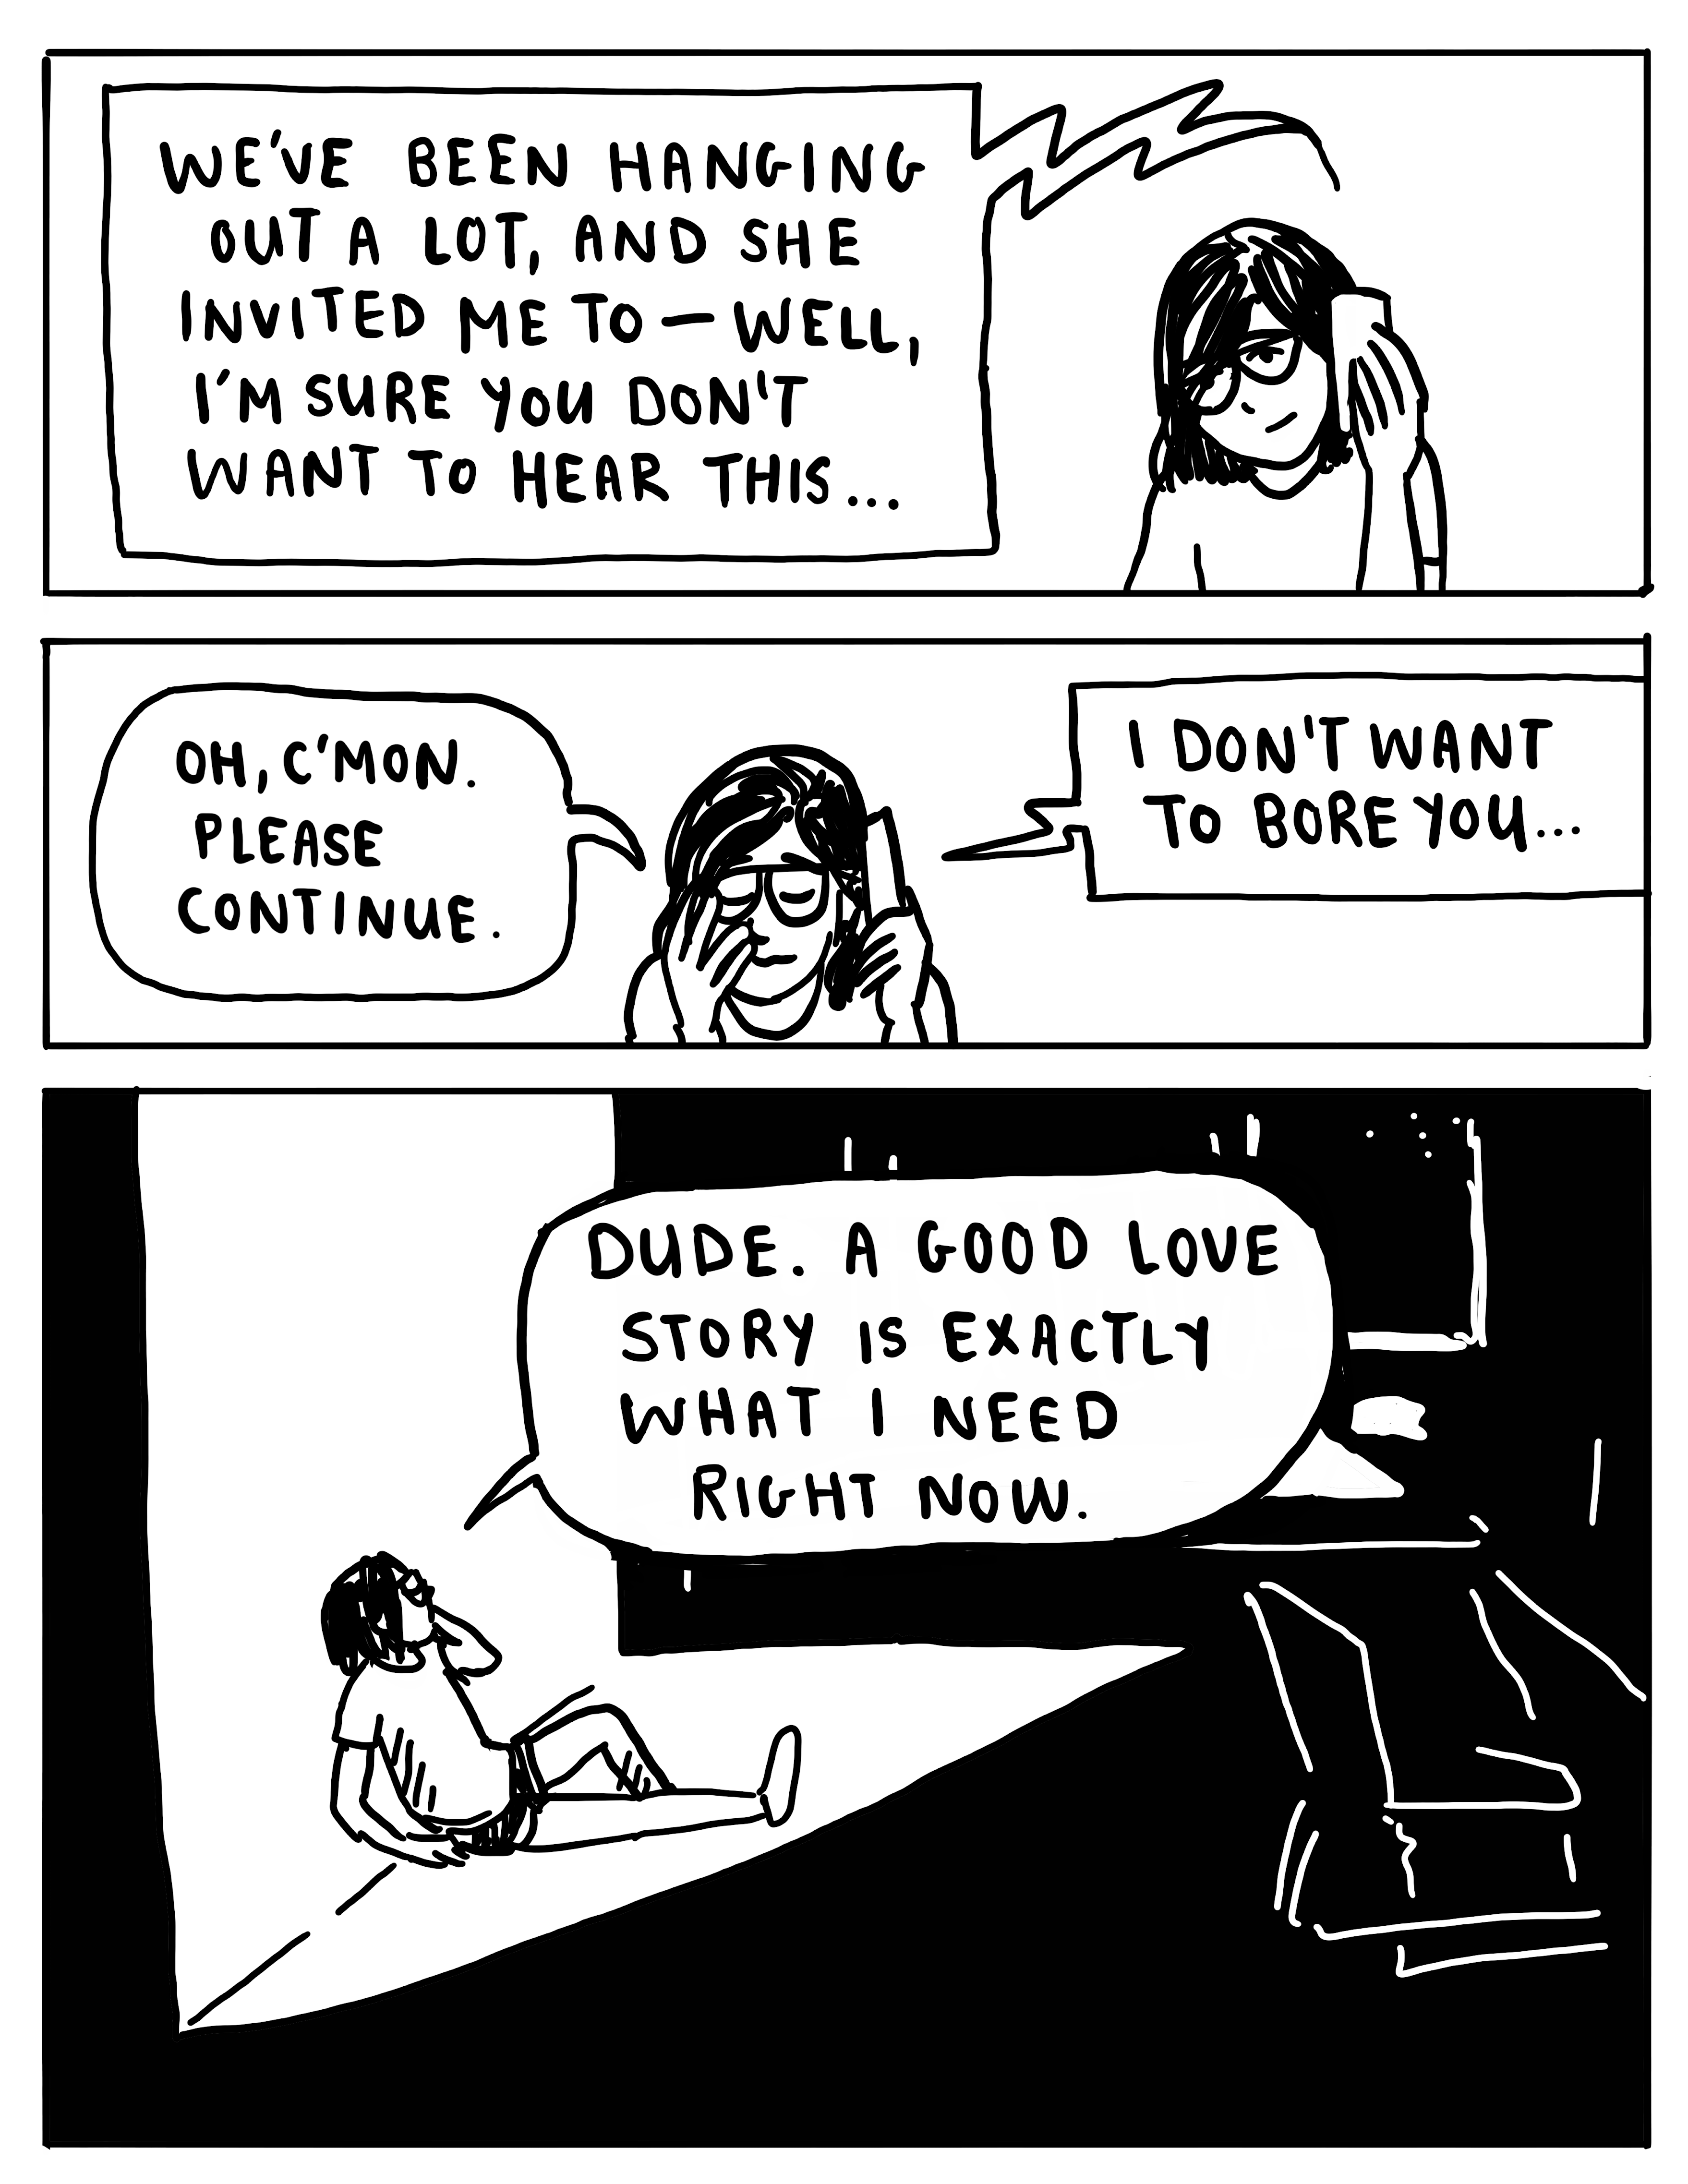 WE'VE BEEN HANGING
OUT A LOT, AND SHE
INVITED ME TO — WELL,
I'M SURE YOU DON'T
WANT TO HEAR THIS...
OH, C'MON.
PLEASE
CONTINUE.
I DON'T WANT
TO BORE YOU...
DUDE. A GOOD LOVE
STORY IS EXACTLY
WHAT I NEED
RIGHT NOW.